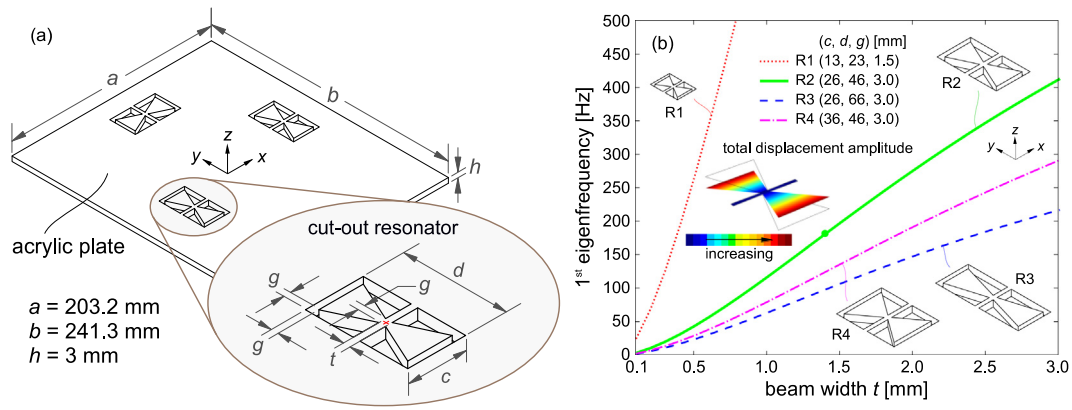 (a)
a
b
h
z
y
x
acrylic plate
cut-out resonator
g
g
g
d
t
c
a = 203.2 mm
b = 241.3 mm
h = 3 mm
(b)
(c, d, g) [mm]
R1 (13, 23, 1.5)
R2 (26, 46, 3.0)
R3 (26, 66, 3.0)
R4 (36, 46, 3.0)
R1
R2
R3
R4
z
y
x
total displacement amplitude
increasing
1st eigenfrequency [Hz]
500
450
400
350
300
250
200
150
100
50
0
0.1
0.5
1.0
1.5
2.0
2.5
3.0
beam width t [mm]